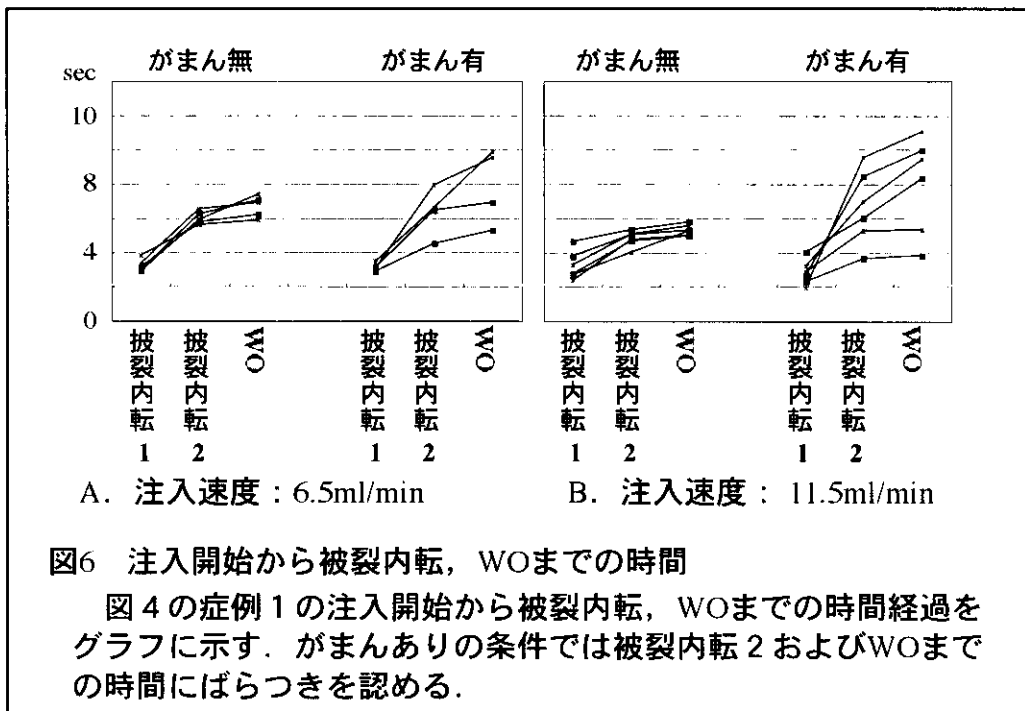 がまん無 がまん有 がまん無 がまん有
sec
10
8
4
0
披裂内転1 披裂内転2 WO 披裂内転1 披裂内転2 WO 披裂内転1 披裂内転2 WO 披裂内転1 披裂内転2 WO
A. 注入速度：6.5ml/min B. 注入速度： 11.5ml/min
図6 注入開始から被裂内転，WOまでの時間
図４の症例１の注入開始から被裂内転，WOまでの時間経過を
グラフに示す．がまんありの条件では被裂内転２およびWOまで
の時間にばらつきを認める．